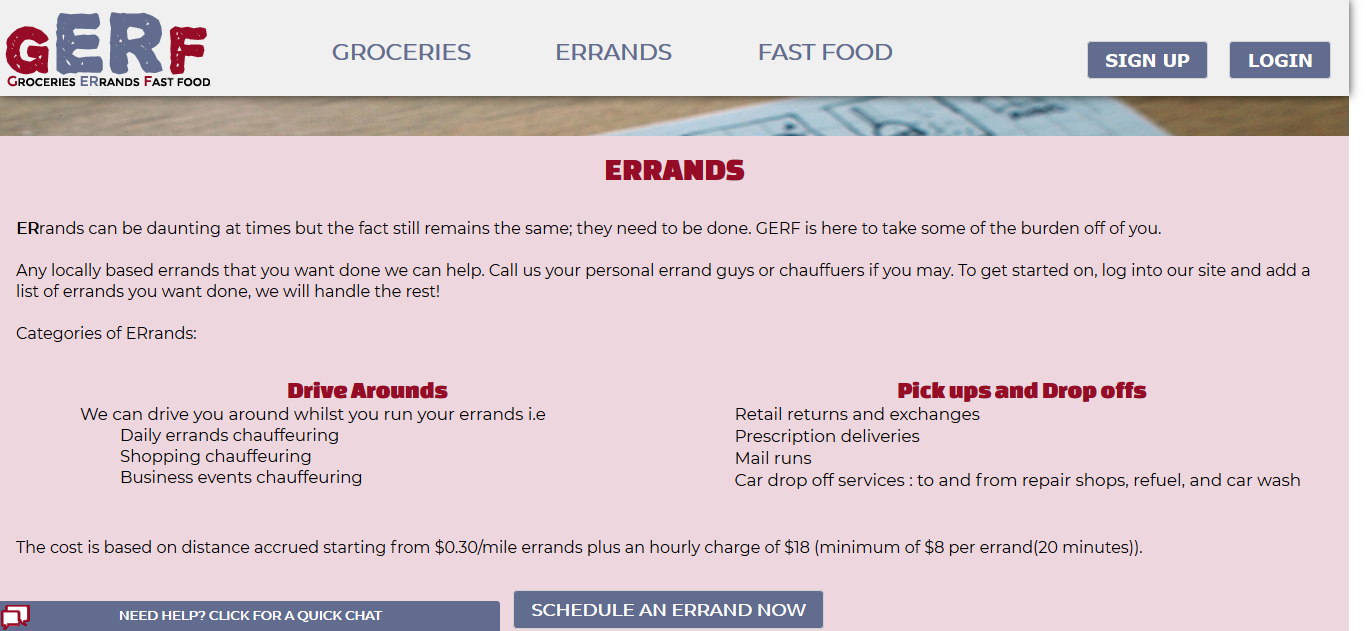 GERF
GROCERIES ERRANDS FAST FOOD
GROCERIES ERRANDS FAST FOOD
SIGN UP LOGIN
ERRANDS
ERrands can be daunting at times but the fact still remains the same; they need to be done. GERF is here to take some of the burden off of you.
Any locally based errands that you want done we can help. Call us your personal errand guys or chauffuers if you may. To get started on, log into our site and add a
list of errands you want done, we will handle the rest!
Categories of ERrands:
Drive Arounds
We can drive you around whilst you run your errands i.e
Daily errands chauffeuring
Shopping chauffeuring
Business events chauffeuring
Pick ups and Drop offs
Retail returns and exchanges
Prescription deliveries
Mail runs
Car drop off services : to and from repair shops, refuel, and car wash
The cost is based on distance accrued starting from $0.30/mile errands plus an hourly charge of $18 (minimum of $8 per errand(20 minutes)).
NEED HELP? CLICK FOR A QUICK CHAT
SCHEDULE AN ERRAND NOW